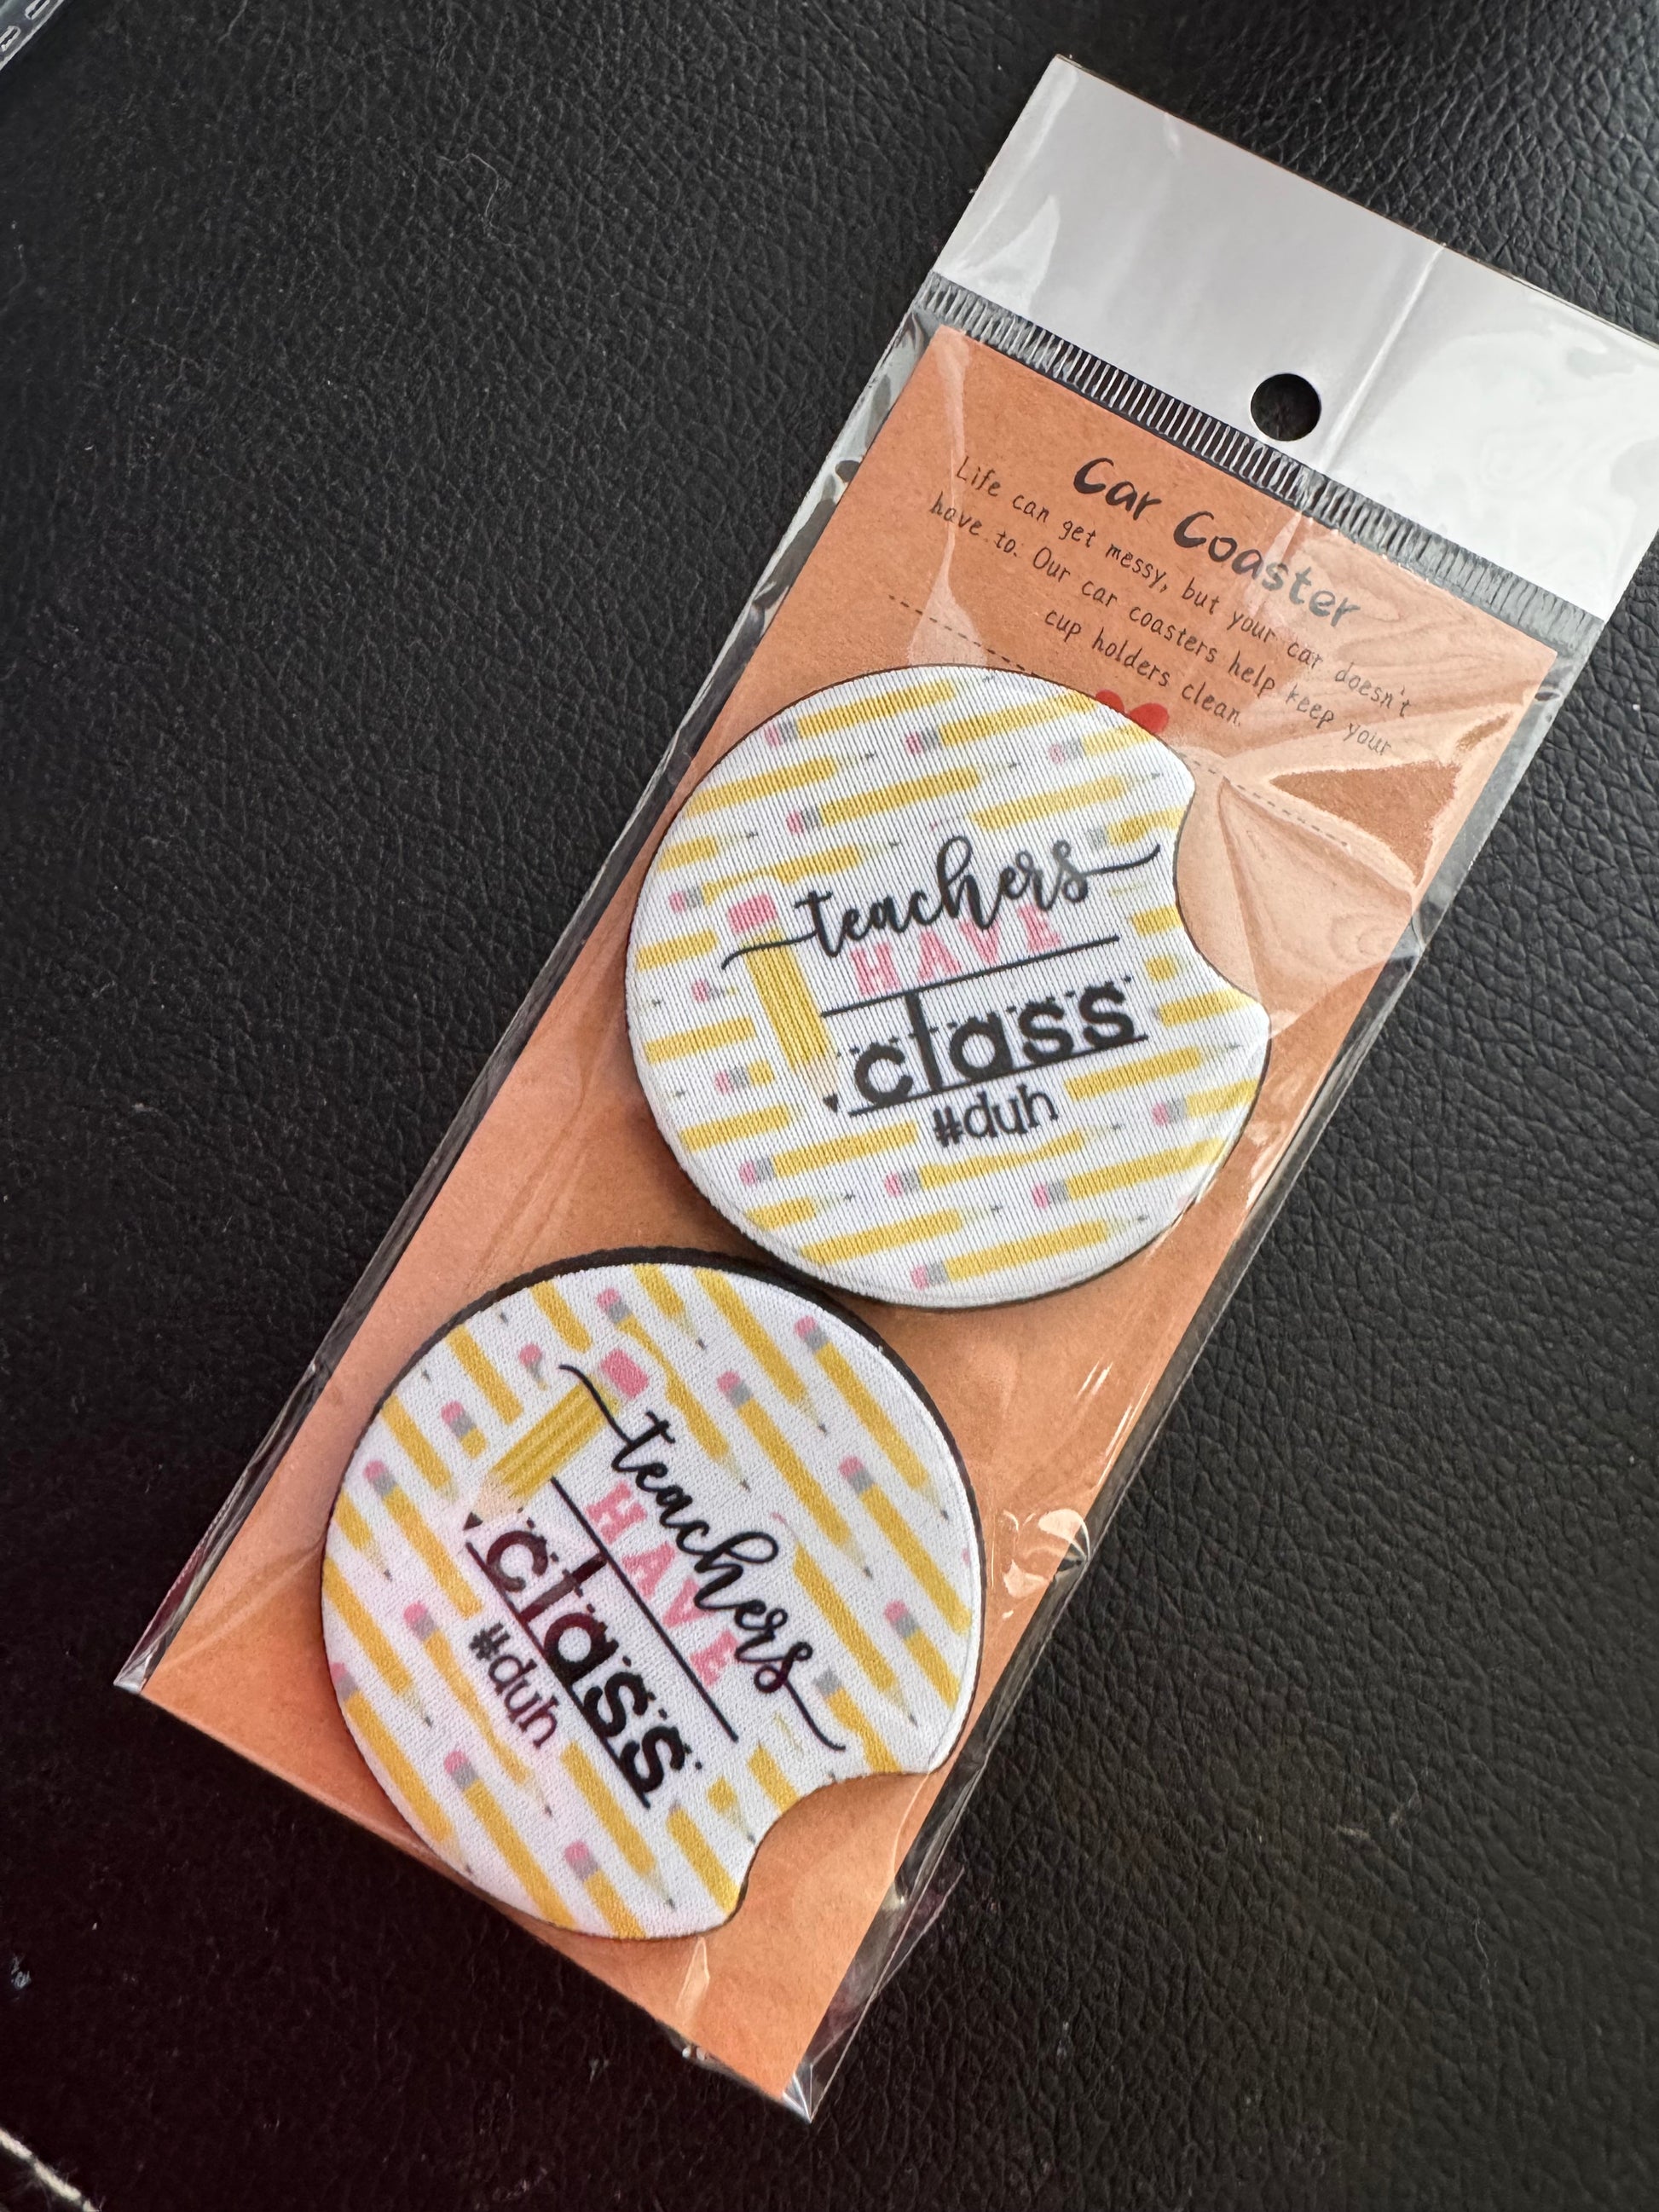 Car Coaster
Life can get messy, but your car doesn't
have to. Our car coasters help keep your
cup holders clean.
teachers
HAVE
class
#duh
teachers
HAVE
class
#duh